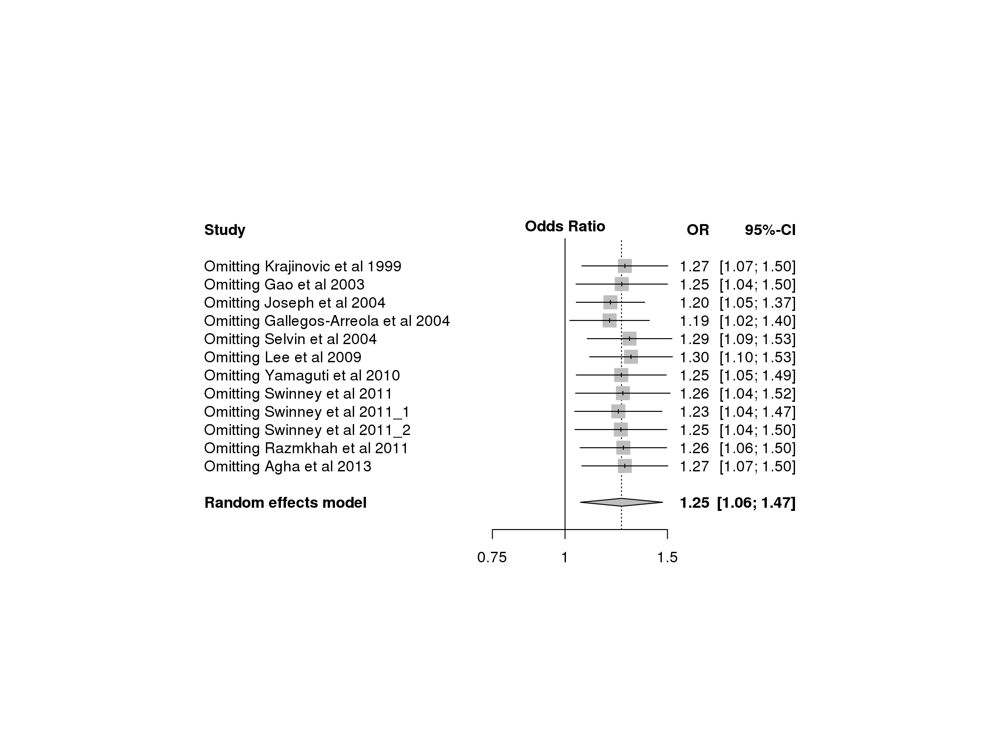 Study Odds Ratio OR 95%-CI
Omitting Krajinovic et al 1999 1.27 [1.07; 1.50]
Omitting Gao et al 2003 1.25 [1.04; 1.50]
Omitting Joseph et al 2004 1.20 [1.05; 1.37]
Omitting Gallegos-Arreola et al 2004 1.19 [1.02; 1.40]
Omitting Selvin et al 2004 1.29 [1.09; 1.53]
Omitting Lee et al 2009 1.30 [1.10; 1.53]
Omitting Yamaguti et al 2010 1.25 [1.05; 1.49]
Omitting Swinney et al 2011 1.26 [1.04; 1.52]
Omitting Swinney et al 2011_1 1.23 [1.04; 1.47]
Omitting Swinney et al 2011_2 1.25 [1.04; 1.50]
Omitting Razmkhah et al 2011 1.26 [1.06; 1.50]
Omitting Agha et al 2013 1.27 [1.07; 1.50]
Random effects model 1.25 [1.06; 1.47]
0.75 1 1.5